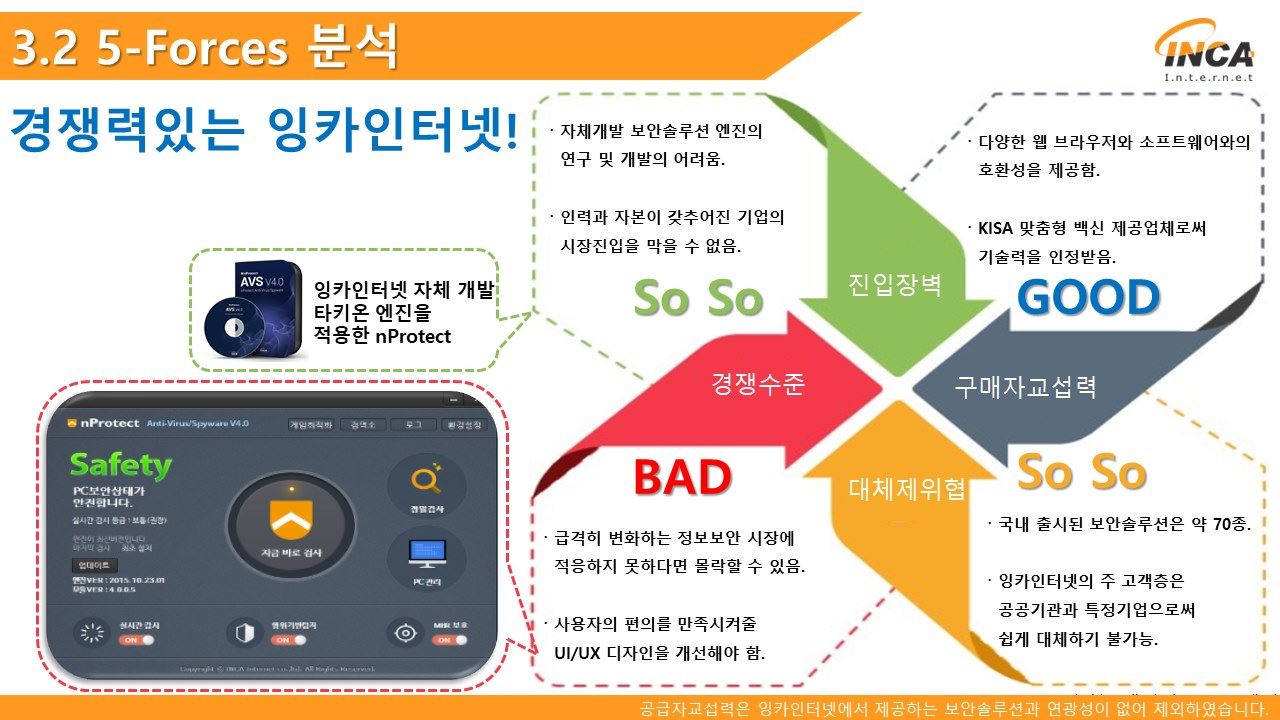 3.2 5-Forces 분석
INCA
I.n.t.e.r.n.e.t
경쟁력있는 잉카인터넷!
· 자체개발 보안솔루션 엔진의
연구 및 개발의 어려움.
· 인력과 자본이 갖추어진 기업의
시장진입을 막을 수 없음.
So So
진입장벽
· 다양한 웹 브라우저와 소프트웨어와의
호환성을 제공함.
· KISA 맞춤형 백신 제공업체로써
기술력을 인정받음.
GOOD
구매자교섭력
nProtect
AVS V4.0
잉카인터넷 자체 개발
타키온 엔진을
적용한 nProtect
경쟁수준
BAD
· 급격히 변화하는 정보보안 시장에
적응하지 못하다면 몰락할 수 있음.
· 사용자의 편의를 만족시켜줄
UI/UX 디자인을 개선해야 함.
대체제위협
So So
· 국내 출시된 보안솔루션은 약 70종.
· 잉카인터넷의 주 고객층은
공공기관과 특정기업으로써
쉽게 대체하기 불가능.
nProtect Anti-Virus/Spyware V4.0
게임최적화 검역소 로그 환경설정
Safety
PC보안상태가
안전합니다.
실시간 감시 등급 : 보통(권장)
엔진이 최신버전입니다.
마지막 검사 최초 설치
업데이트
엔진VER : 2015.10.23.01
모듈VER : 4.0.0.5
지금 바로 검사
정밀검사
PC관리
실시간 감시
ON
행위기반탐지
ON
MBR 보호
ON
Copyright © INCA Internet co.,ltd. All Rights Reserved.
공급자교섭력은 잉카인터넷에서 제공하는 보안솔루션과 연광성이 없어 제외하였습니다.